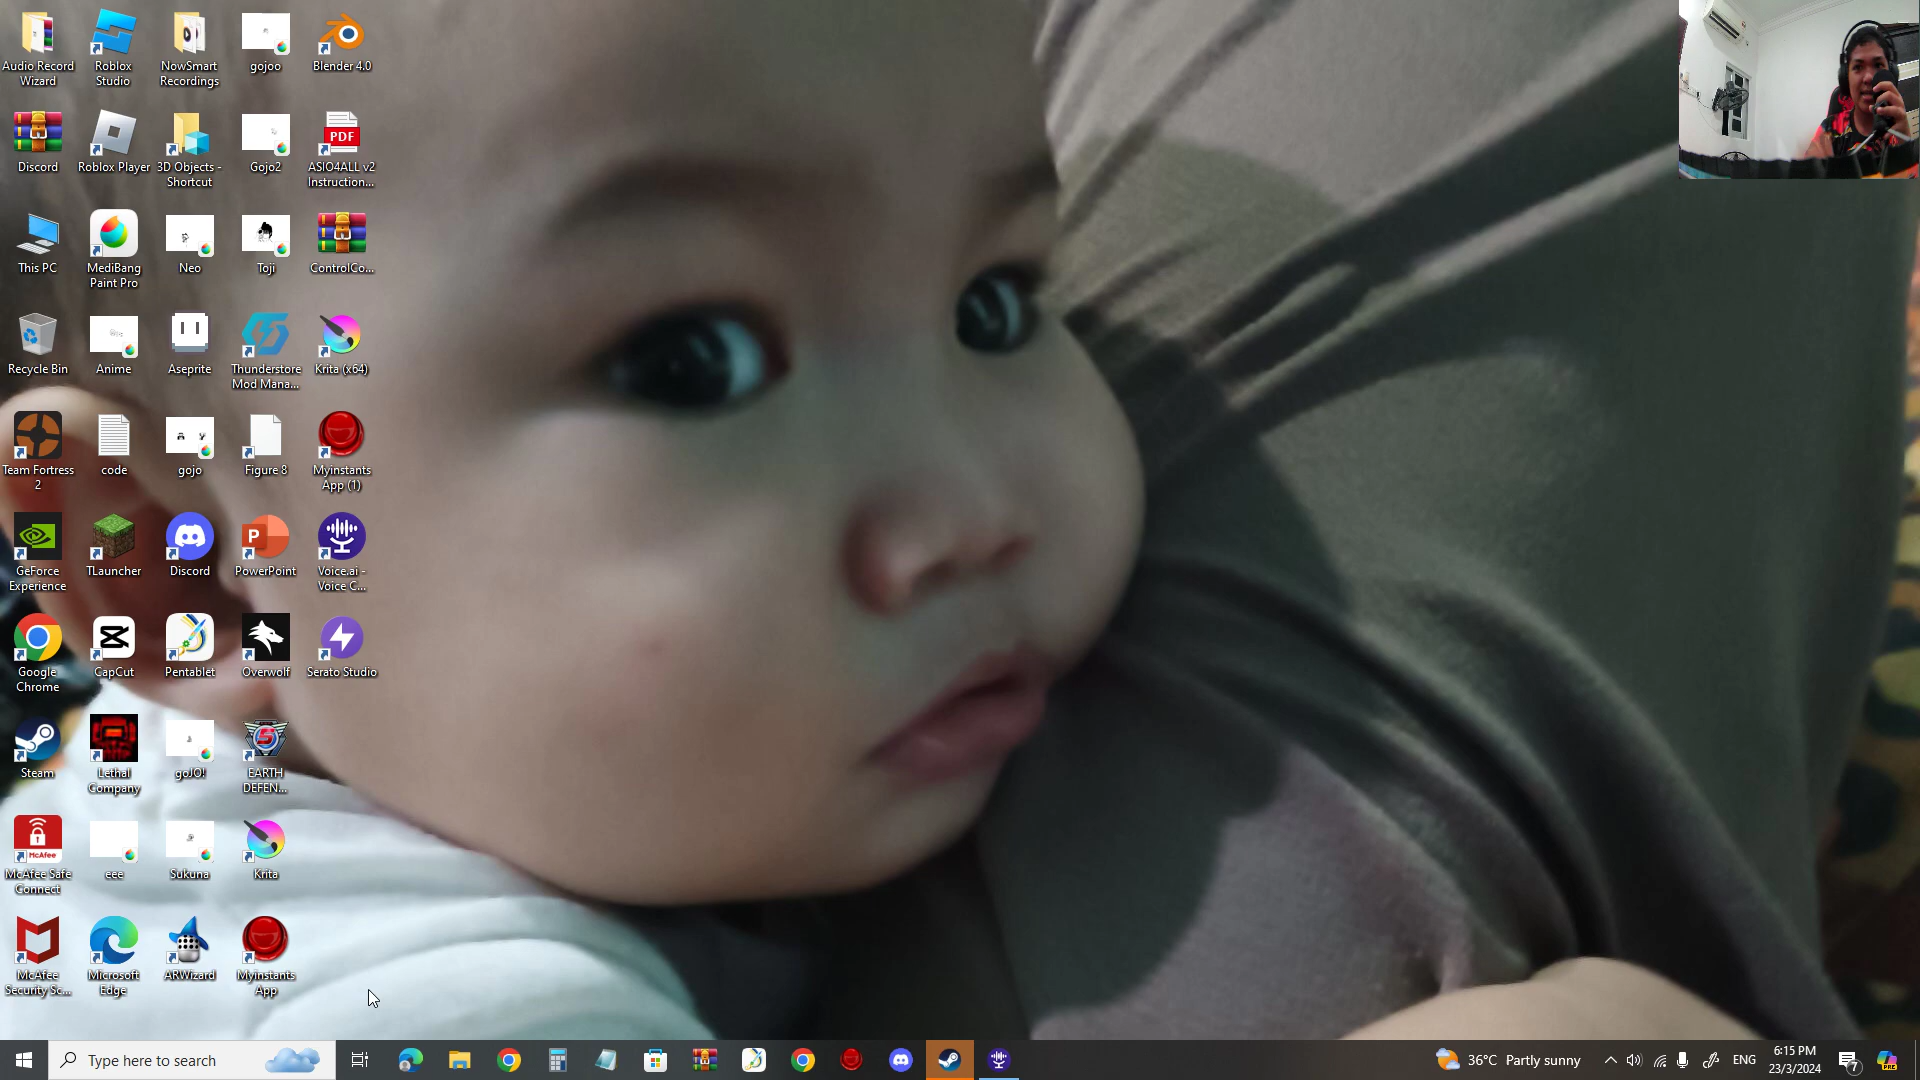 Audio Record
Wizard
Roblox
Studio
NowSmart
Recordings
gojoo
Blender 4.0
Discord
Roblox Player
3D Objects -
Shortcut
Gojo2
PDF
ASIO4ALL v2
Instruction...
This PC
MediBang
Paint Pro
Neo
Toji
ControlCo...
Recycle Bin
Anime
Aseprite
Thunderstore
Mod Mana...
Krita (x64)
Team Fortress
2
code
gojo
Figure 8
Myinstants
App (1)
GeForce
Experience
TLauncher
Discord
P
PowerPoint
Voice.ai -
Voice C...
Google
Chrome
CapCut
Pentablet
Overwolf
Serato Studio
Steam
Lethal
Company
goJO!
5
EARTH
DEFEN...
McAfee
McAfee Safe
Connect
eee
Sukuna
Krita
McAfee
Security Sc...
Microsoft
Edge
ARWizard
Myinstants
App
Type here to search
36°C Partly sunny
ENG
6:15 PM
23/3/2024
7
PRE